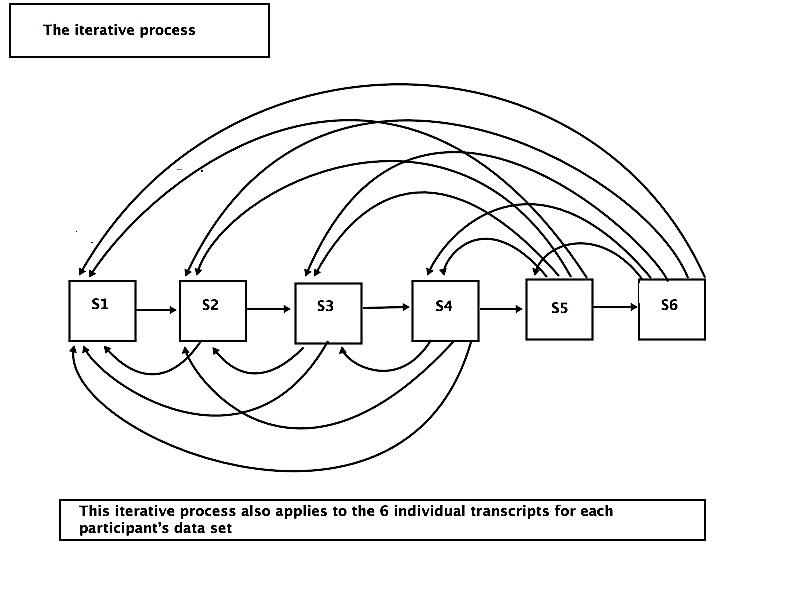 The iterative process
S1
S2
S3
S4
S5
S6
This iterative process also applies to the 6 individual transcripts for each
participant's data set